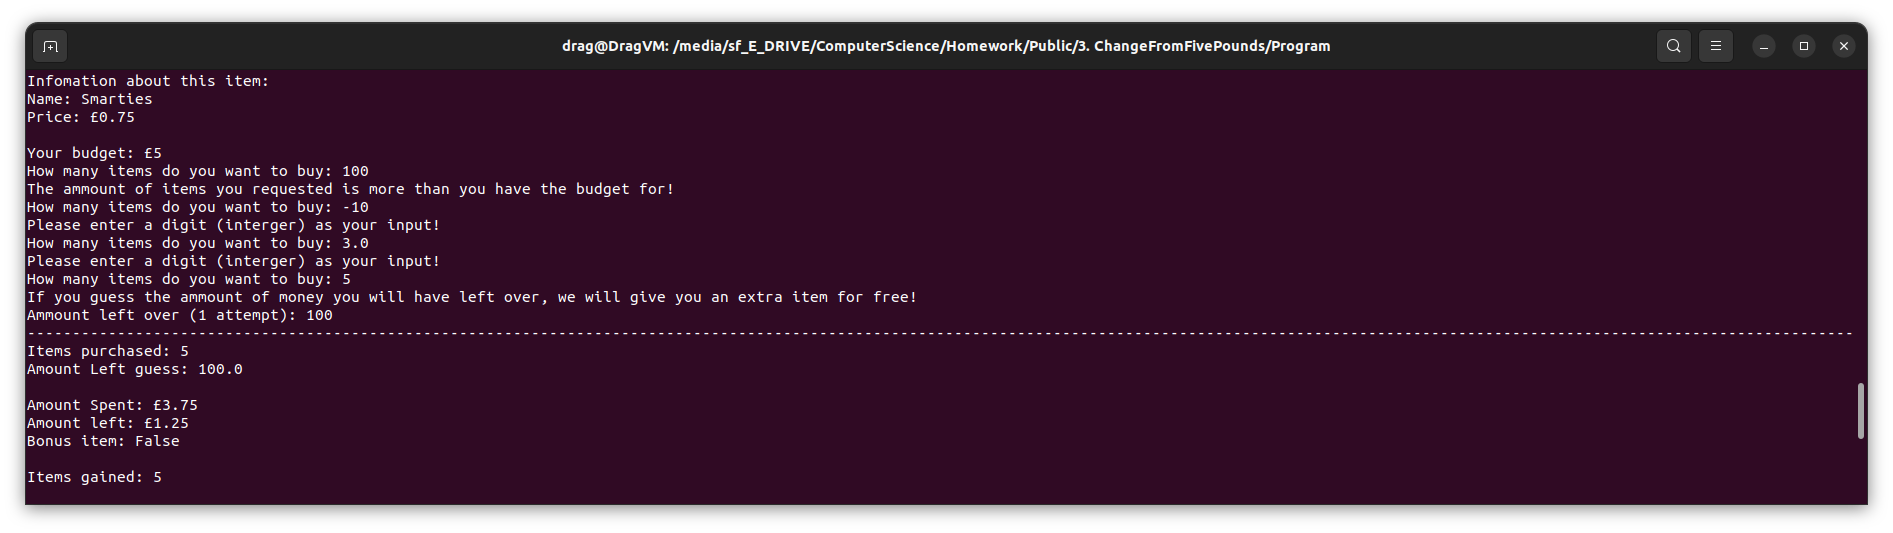 drag@DragVM: /media/sf_E_DRIVE/ComputerScience/Homework/Public/3. ChangeFromFivePounds/Program
Infomation about this item:
Name: Smarties
Price: £0.75
Your budget: £5
How many items do you want to buy: 100
The ammount of items you requested is more than you have the budget for!
How many items do you want to buy: -10
Please enter a digit (interger) as your input!
How many items do you want to buy: 3.0
Please enter a digit (interger) as your input!
How many items do you want to buy: 5
If you guess the ammount of money you will have left over, we will give you an extra item for free!
Ammount left over (1 attempt): 100
-----------------------------------------------------------------------------------------------------------------------------------------------------------------------------------------------------------
Items purchased: 5
Amount Left guess: 100.0
Amount Spent: £3.75
Amount left: £1.25
Bonus item: False
Items gained: 5